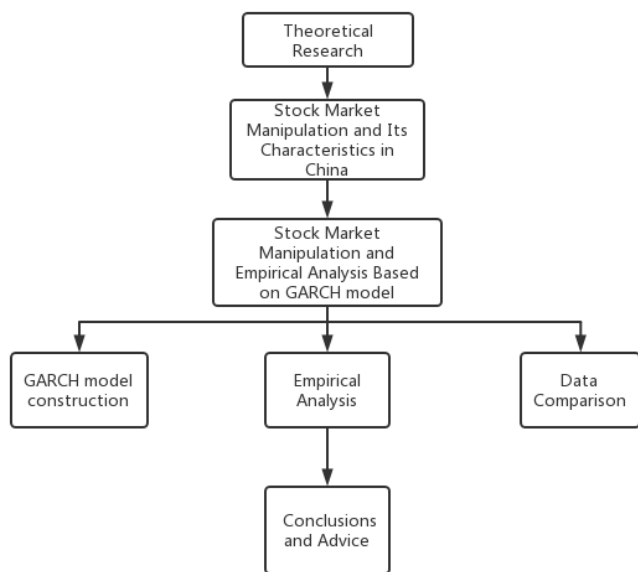 Theoretical
Research
Stock Market
Manipulation and Its
Characteristics in
China
Stock Market
Manipulation and
Empirical Analysis Based
on GARCH model
GARCH model
construction
Empirical
Analysis
Data
Comparison
Conclusions
and Advice